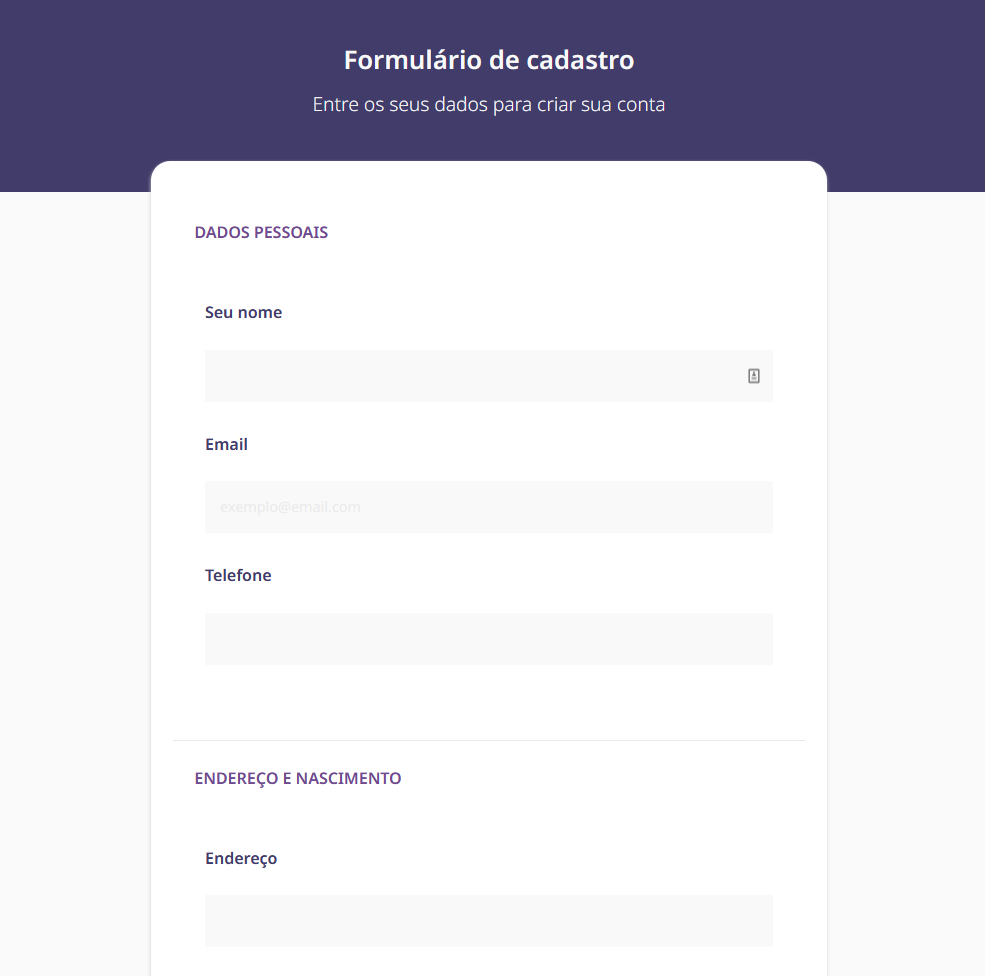 Formulário de cadastro
Entre os seus dados para criar sua conta
DADOS PESSOAIS
Seu nome
Email
exemplo@email.com
Telefone
ENDEREÇO E NASCIMENTO
Endereço